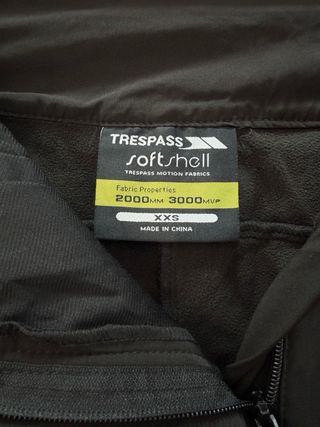 TRESPASS
softshell
TRESPASS MOTION FABRICS
Fabric Properties
2000MM 3000MVP
XXS
MADE IN CHINA